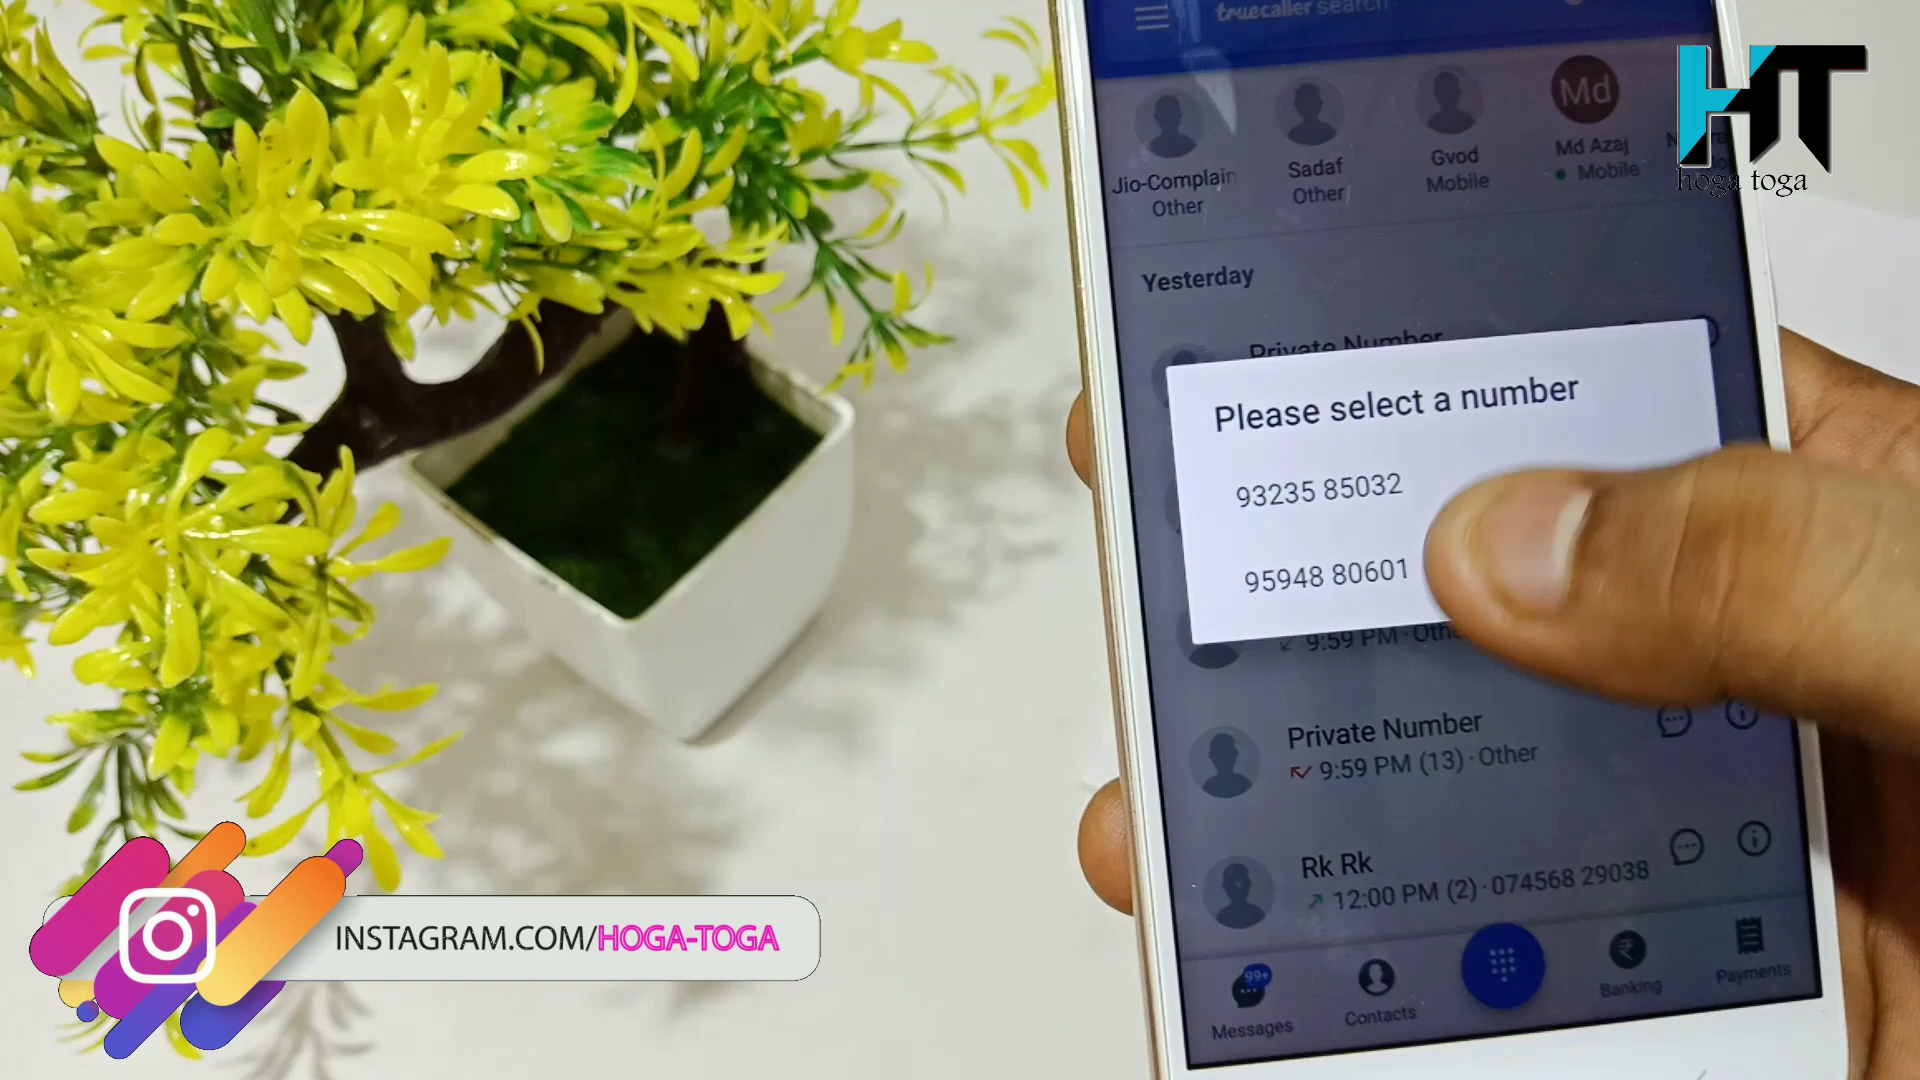 truecaller search
HT
hoga toga
Md
Jio-Complain
Other
Sadaf
Other
Gvod
Mobile
Md Azaj
Mobile
Yesterday
Private Number
Please select a number
93235 85032
95948 80601
9:59 PM · Othe
Private Number
9:59 PM (13) · Other
Rk Rk
12:00 PM (2) · 074568 29038
99+
Messages
Contacts
Banking
Payments
INSTAGRAM.COM/HOGA-TOGA